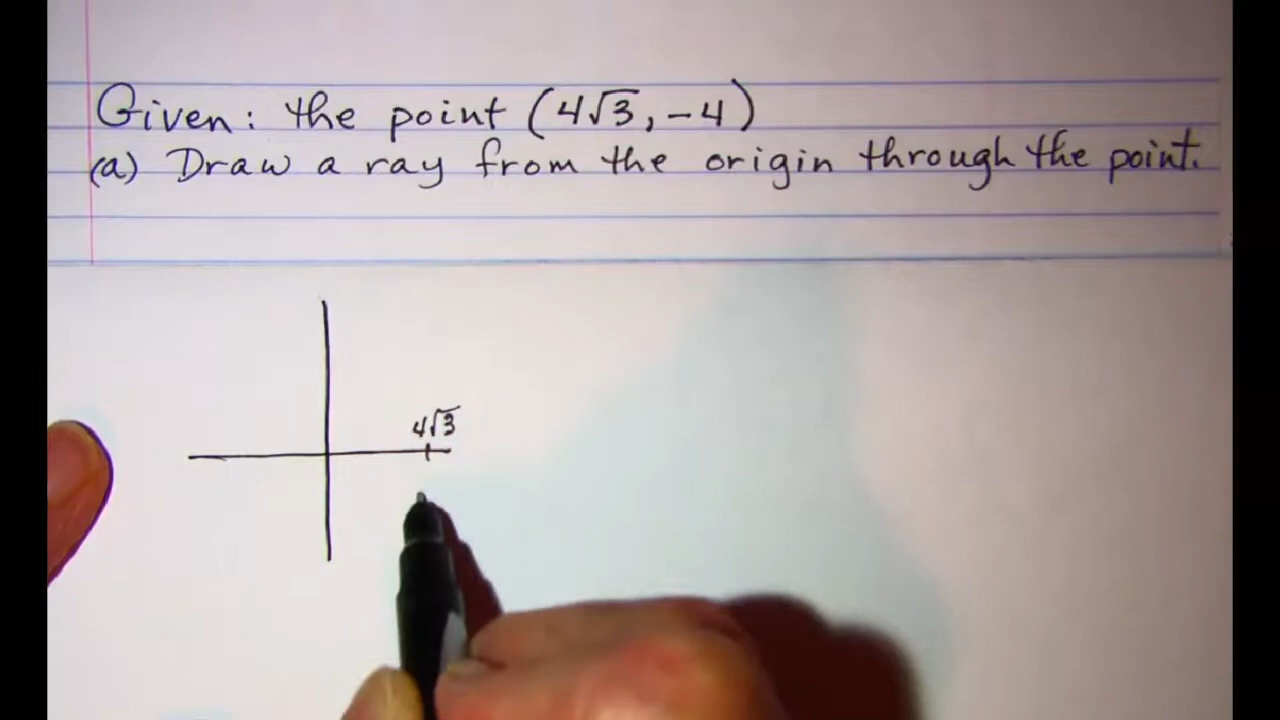 Given: the point (4√3, -4)
(a) Draw a ray from the origin through the point.
4√3